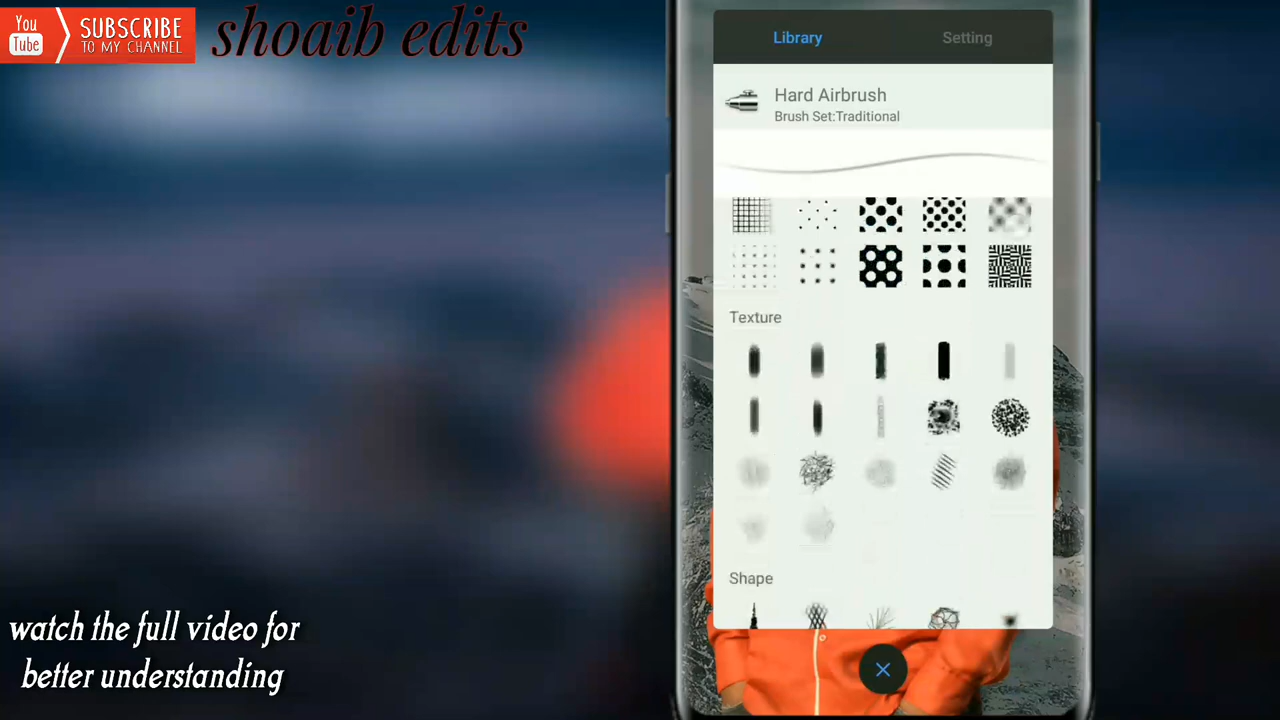 You
Tube
SUBSCRIBE
TO MY CHANNEL
shoaib edits
Library
Setting
Hard Airbrush
Brush Set:Traditional
Texture
Shape
watch the full video for
better understanding